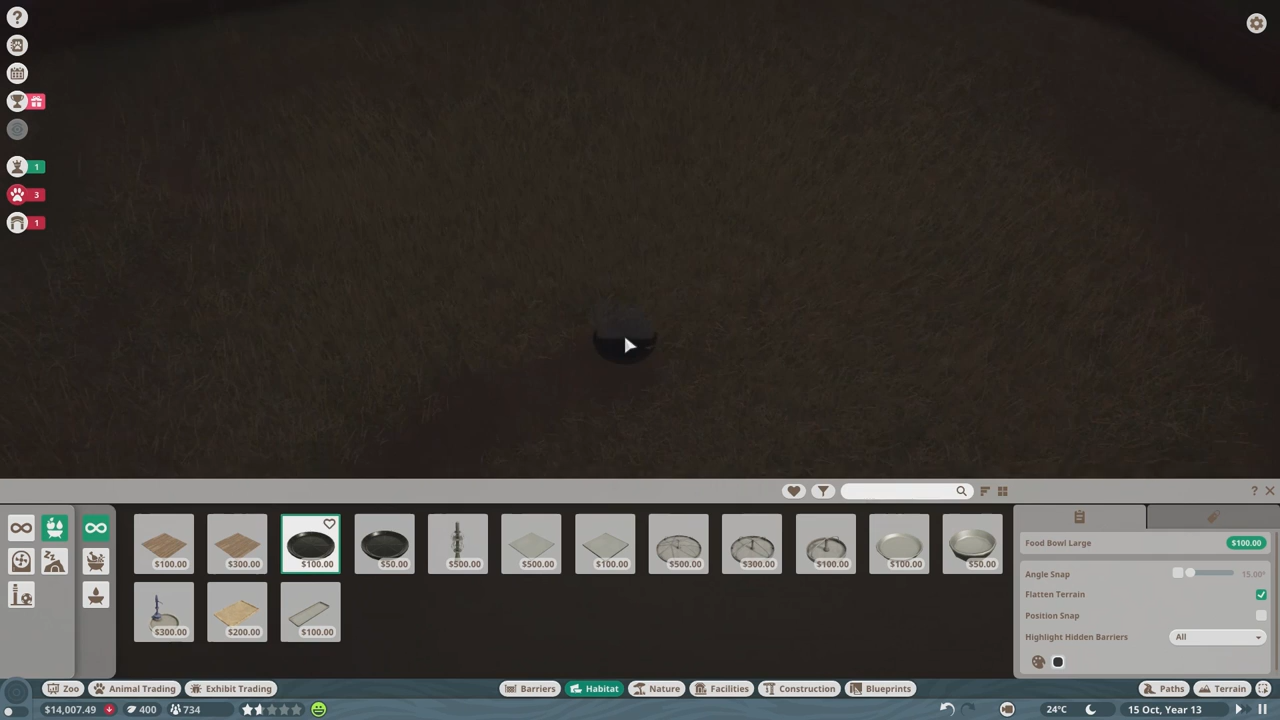 ?
1
3
1
?
$100.00
$300.00
$100.00
$50.00
$500.00
$500.00
$100.00
$500.00
$300.00
$100.00
$100.00
$50.00
$300.00
$200.00
$100.00
Food Bowl Large
$100.00
Angle Snap
15.00°
Flatten Terrain
Position Snap
Highlight Hidden Barriers
All
Zoo
Animal Trading
Exhibit Trading
Barriers
Habitat
Nature
Facilities
Construction
Blueprints
Paths
Terrain
$14,007.49
400
734
24°C
15 Oct, Year 13